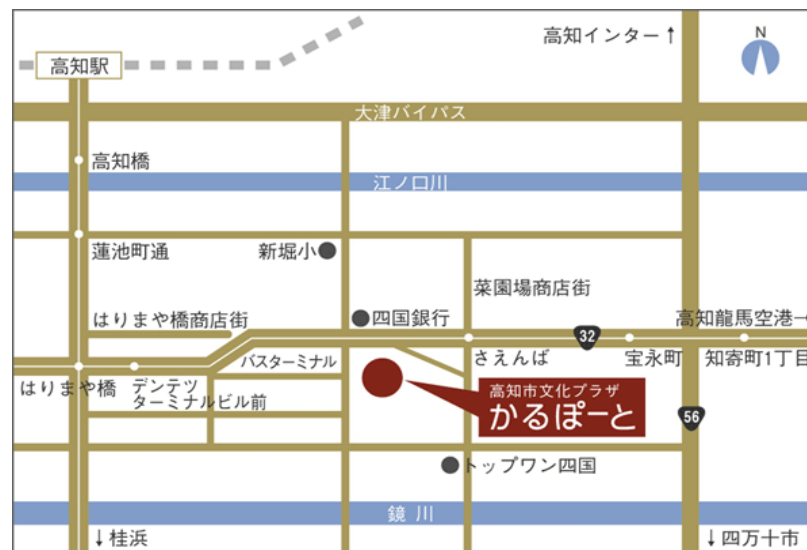 高知インター↑
N
高知駅
大津バイパス
高知橋
江ノ口川
蓮池町通
新堀小
菜園場商店街
はりまや橋商店街
四国銀行
高知龍馬空港→
32
バスターミナル
さえんば
宝永町
知寄町1丁目
はりまや橋
デンテツ
ターミナルビル前
高知市文化プラザ
かるぽーと
56
トップワン四国
鏡川
↓桂浜
↓四万十市